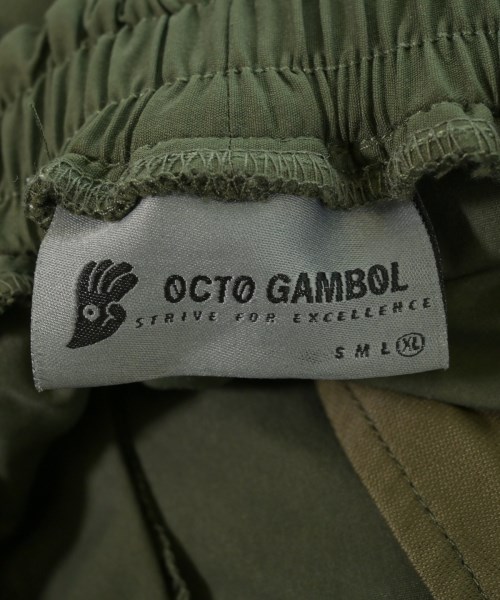 OCTO GAMBOL
STRIVE FOR EXCELLENCE
S M L XL